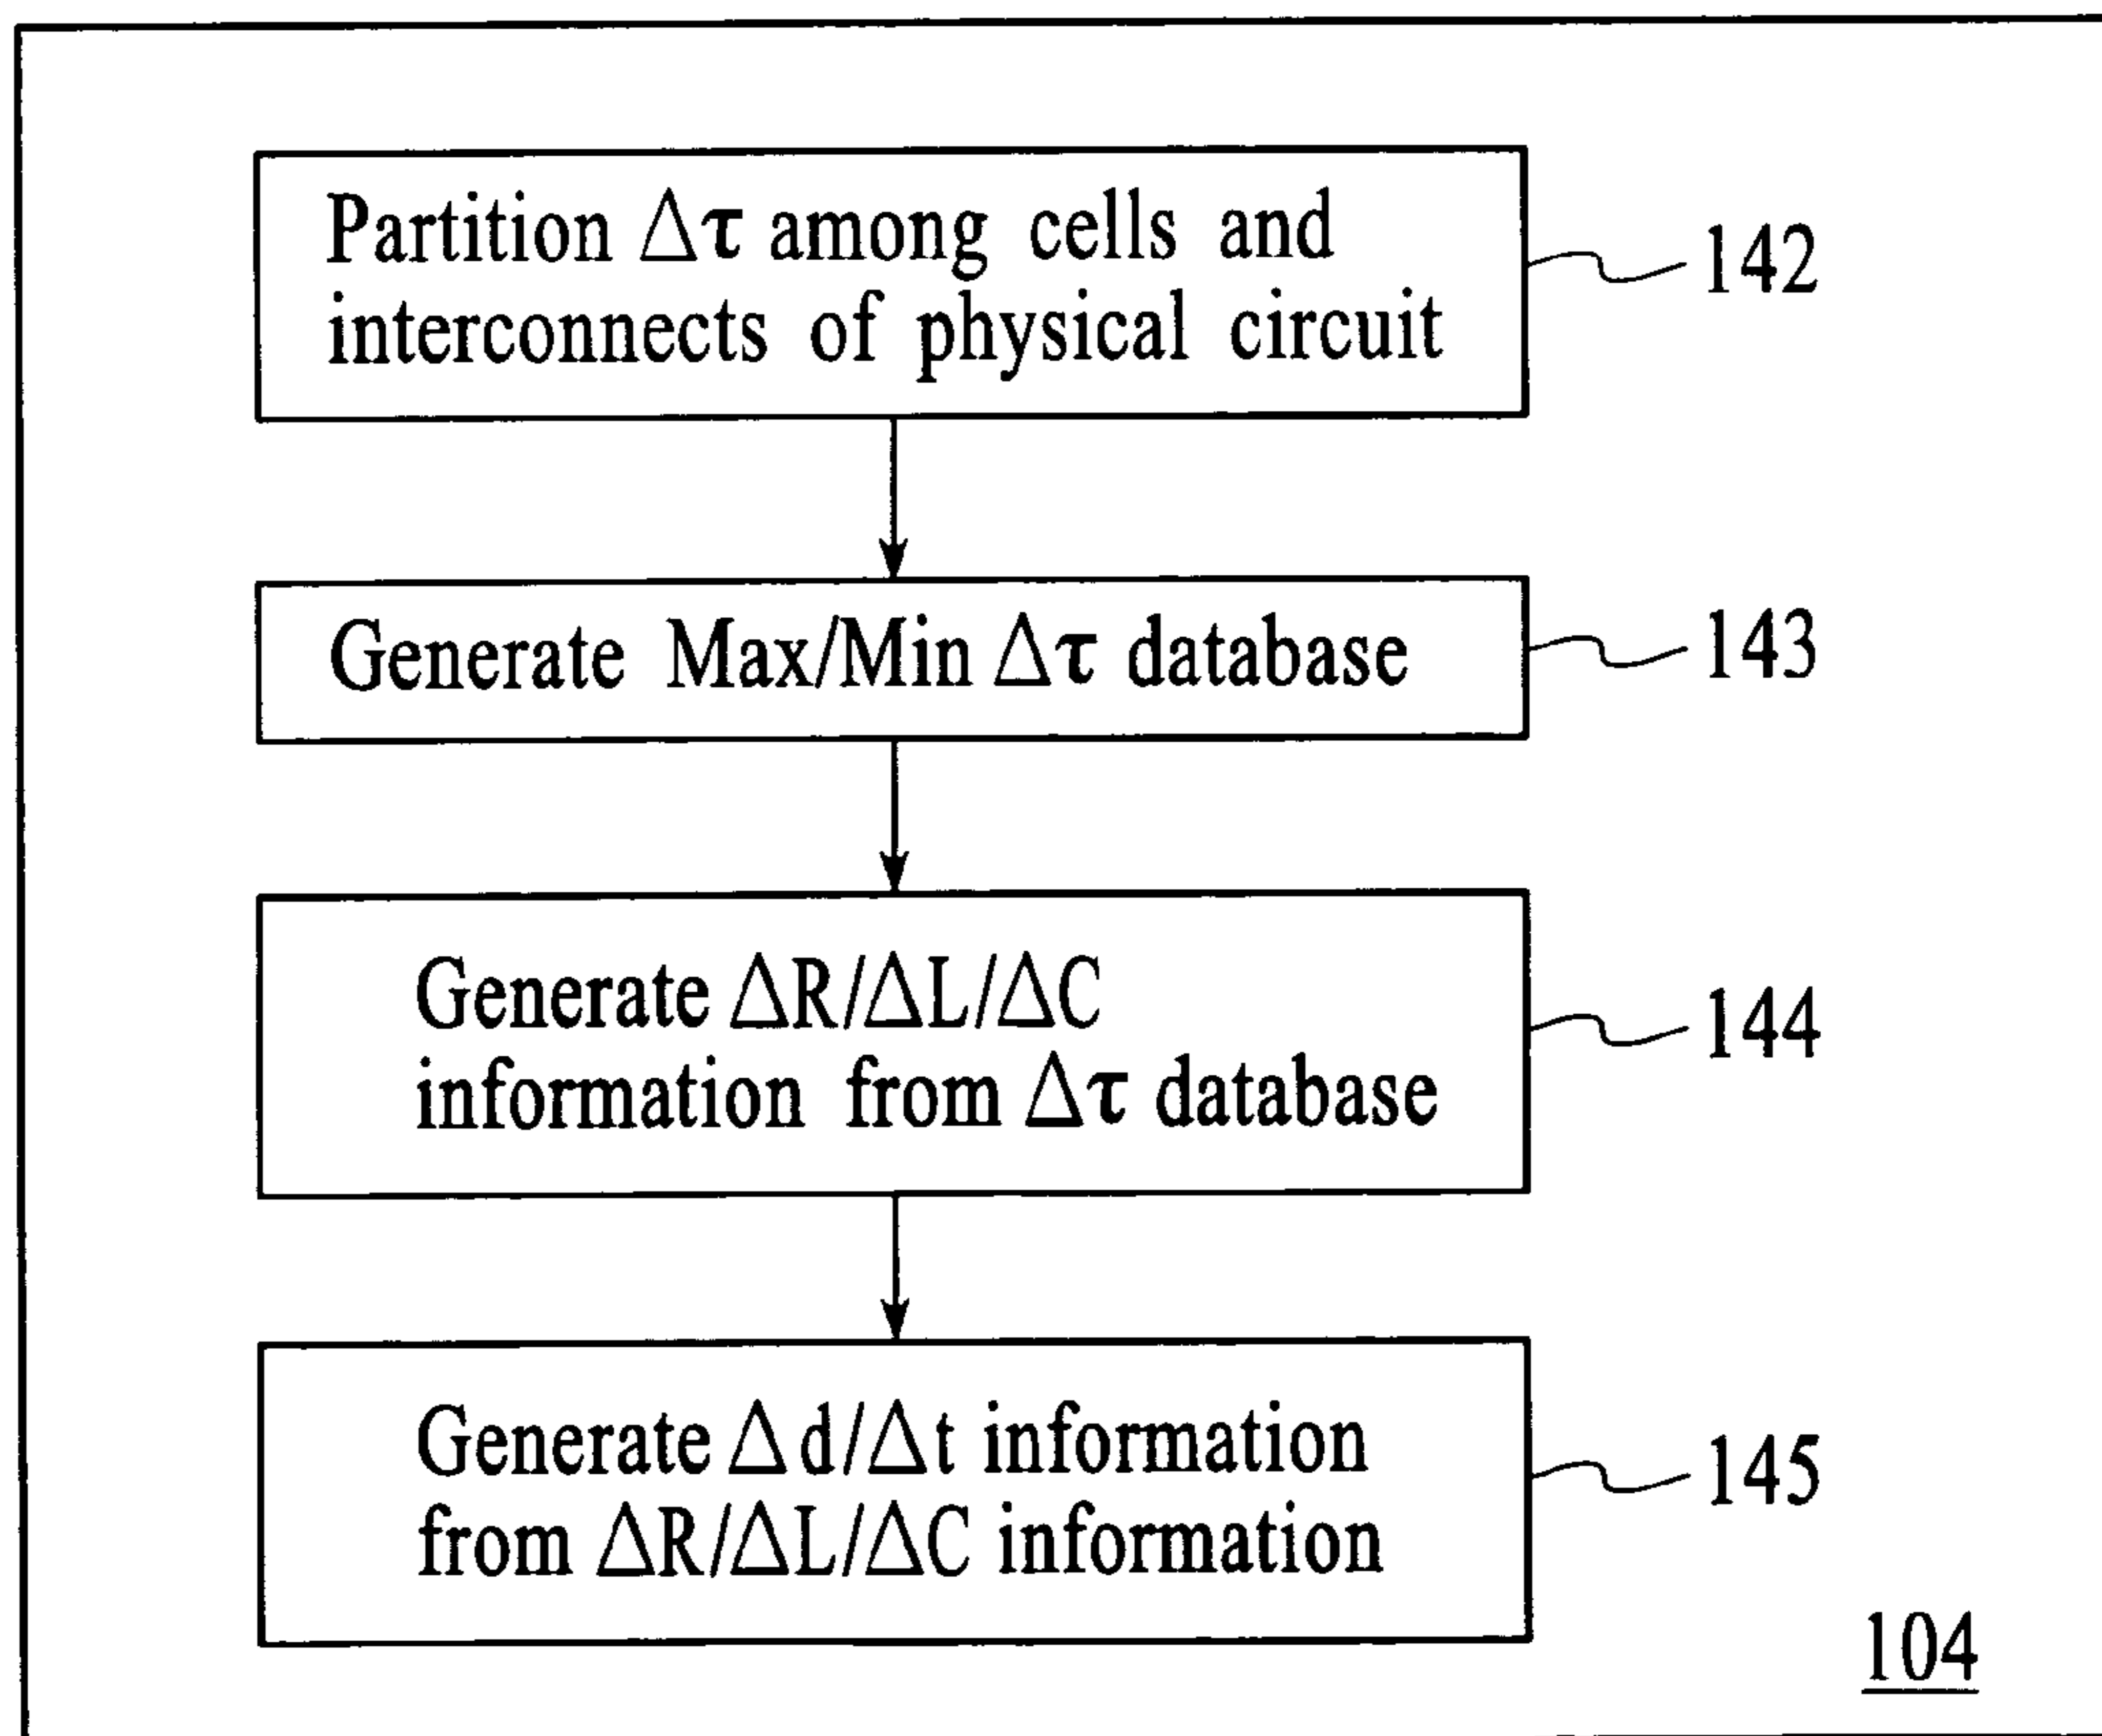 Partition Δτ among cells and
interconnects of physical circuit
142
Generate Max/Min Δτ database
143
Generate ΔR/ΔL/ΔC
information from Δτ database
144
Generate Δd/Δt information
from ΔR/ΔL/ΔC information
145
104